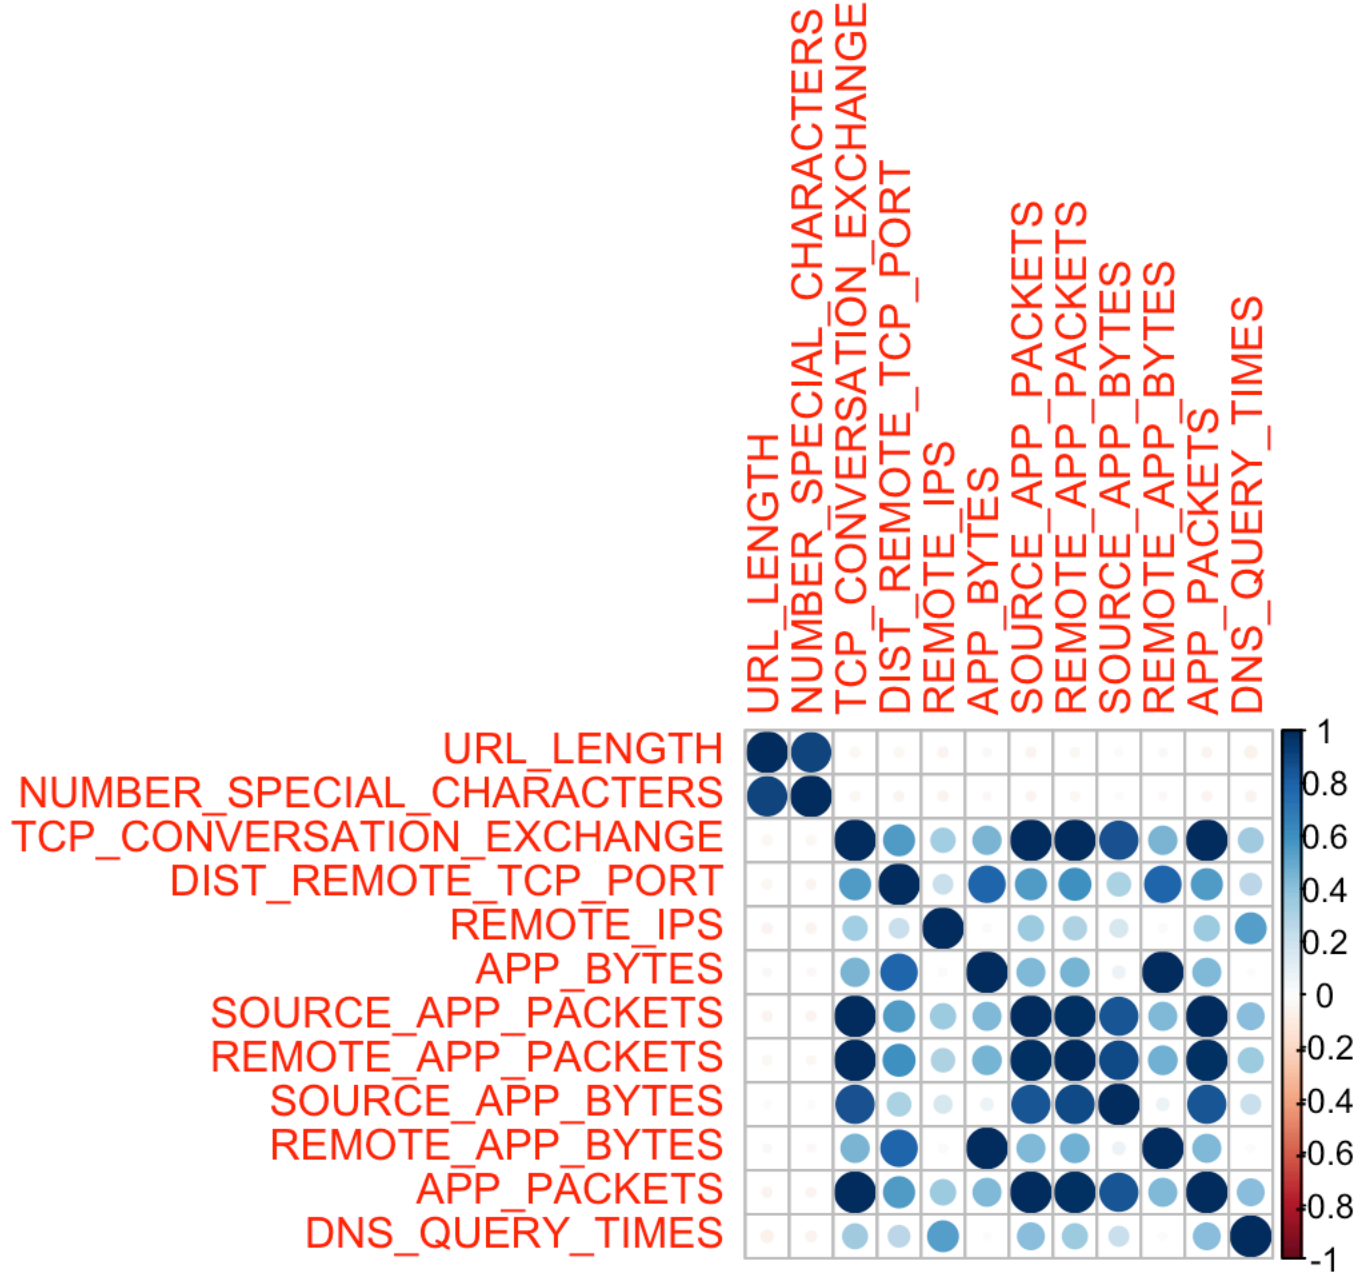 URL_LENGTH
NUMBER_SPECIAL_CHARACTERS
TCP_CONVERSATION_EXCHANGE
DIST_REMOTE_TCP_PORT
REMOTE_IPS
APP_BYTES
SOURCE_APP_PACKETS
REMOTE_APP_PACKETS
SOURCE_APP_BYTES
REMOTE_APP_BYTES
APP_PACKETS
DNS_QUERY_TIMES
URL_LENGTH
NUMBER_SPECIAL_CHARACTERS
TCP_CONVERSATION_EXCHANGE
DIST_REMOTE_TCP_PORT
REMOTE_IPS
APP_BYTES
SOURCE_APP_PACKETS
REMOTE_APP_PACKETS
SOURCE_APP_BYTES
REMOTE_APP_BYTES
APP_PACKETS
DNS_QUERY_TIMES
1
0.8
0.6
0.4
0.2
0
-0.2
-0.4
-0.6
-0.8
-1